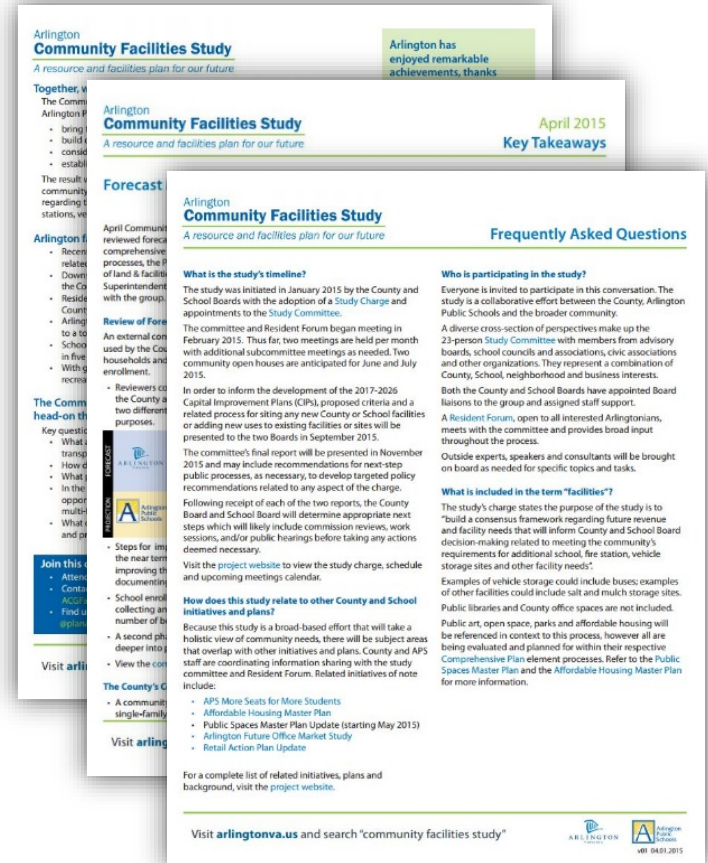 Arlington
Community Facilities Study
A resource and facilities plan for our future
Arlington has
enjoyed remarkable
achievements, thanks
Together, w
The Comm
Arlington P
• bring
• build
• consid
• establ
The result
community
regarding t
stations, ve
Arlington f
• Recen
related
• Down
the Co
• Reside
Count
• Arling
to a to
• Schoo
in five
• With g
recrea
The Comm
head-on th
Key questio
• What
transp
• How d
• What
• In the
oppor
multi-
• What
and pr
Join this
• Attend
• Conta
ACGF
• Find u
@plan
Visit arli
Arlington
Community Facilities Study
A resource and facilities plan for our future
April 2015
Key Takeaways
Forecast
April Communit
reviewed foreca
comprehensive
processes, the P
of land & faciliti
Superintendent
with the group.
Review of Fore
An external con
used by the Cou
households and
enrollment.
• Reviewers co
the County a
two different
purposes.
FORECAST
ARLINGTON
VIRGINIA
PROJECTION
Arlington
Public
Schools
• Steps for imp
the near term
improving th
documenting
• School enrol
collecting an
number of b
• A second ph
deeper into p
• View the con
The County's C
• A community
single-family
Visit arling
Arlington
Community Facilities Study
A resource and facilities plan for our future
Frequently Asked Questions
What is the study's timeline?
The study was initiated in January 2015 by the County and
School Boards with the adoption of a Study Charge and
appointments to the Study Committee.
The committee and Resident Forum began meeting in
February 2015. Thus far, two meetings are held per month
with additional subcommittee meetings as needed. Two
community open houses are anticipated for June and July
2015.
In order to inform the development of the 2017-2026
Capital Improvement Plans (CIPs), proposed criteria and a
related process for siting any new County or School facilities
or adding new uses to existing facilities or sites will be
presented to the two Boards in September 2015.
The committee's final report will be presented in November
2015 and may include recommendations for next-step
public processes, as necessary, to develop targeted policy
recommendations related to any aspect of the charge.
Following receipt of each of the two reports, the County
Board and School Board will determine appropriate next
steps which will likely include commission reviews, work
sessions, and/or public hearings before taking any actions
deemed necessary.
Visit the project website to view the study charge, schedule
and upcoming meetings calendar.
How does this study relate to other County and School
initiatives and plans?
Because this study is a broad-based effort that will take a
holistic view of community needs, there will be subject areas
that overlap with other initiatives and plans. County and APS
staff are coordinating information sharing with the study
committee and Resident Forum. Related initiatives of note
include:
• APS More Seats for More Students
• Affordable Housing Master Plan
• Public Spaces Master Plan Update (starting May 2015)
• Arlington Future Office Market Study
• Retail Action Plan Update
For a complete list of related initiatives, plans and
background, visit the project website.
Who is participating in the study?
Everyone is invited to participate in this conversation. The
study is a collaborative effort between the County, Arlington
Public Schools and the broader community.
A diverse cross-section of perspectives make up the
23-person Study Committee with members from advisory
boards, school councils and associations, civic associations
and other organizations. They represent a combination of
County, School, neighborhood and business interests.
Both the County and School Boards have appointed Board
liaisons to the group and assigned staff support.
A Resident Forum, open to all interested Arlingtonians,
meets with the committee and provides broad input
throughout the process.
Outside experts, speakers and consultants will be brought
on board as needed for specific topics and tasks.
What is included in the term "facilities"?
The study's charge states the purpose of the study is to
"build a consensus framework regarding future revenue
and facility needs that will inform County and School Board
decision-making related to meeting the community's
requirements for additional school, fire station, vehicle
storage sites and other facility needs".
Examples of vehicle storage could include buses; examples
of other facilities could include salt and mulch storage sites.
Public libraries and County office spaces are not included.
Public art, open space, parks and affordable housing will
be referenced in context to this process, however all are
being evaluated and planned for within their respective
Comprehensive Plan element processes. Refer to the Public
Spaces Master Plan and the Affordable Housing Master Plan
for more information.
Visit arlingtonva.us and search "community facilities study"
ARLINGTON
VIRGINIA
Arlington
Public
Schools
v01 04.01.2015